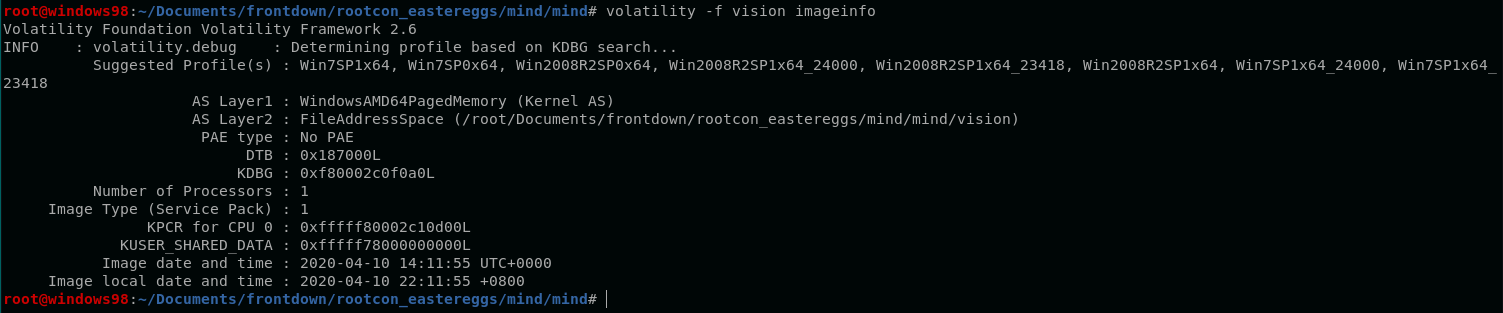 root@windows98:~/Documents/frontdown/rootcon_eastereggs/mind/mind# volatility -f vision imageinfo
Volatility Foundation Volatility Framework 2.6
INFO    : volatility.debug    : Determining profile based on KDBG search...
          Suggested Profile(s) : Win7SP1x64, Win7SP0x64, Win2008R2SP0x64, Win2008R2SP1x64_24000, Win2008R2SP1x64_23418, Win2008R2SP1x64, Win7SP1x64_24000, Win7SP1x64_
23418
                     AS Layer1 : WindowsAMD64PagedMemory (Kernel AS)
                     AS Layer2 : FileAddressSpace (/root/Documents/frontdown/rootcon_eastereggs/mind/mind/vision)
                      PAE type : No PAE
                           DTB : 0x187000L
                          KDBG : 0xf80002c0f0a0L
          Number of Processors : 1
     Image Type (Service Pack) : 1
                KPCR for CPU 0 : 0xfffff80002c10d00L
             KUSER_SHARED_DATA : 0xfffff78000000000L
           Image date and time : 2020-04-10 14:11:55 UTC+0000
     Image local date and time : 2020-04-10 22:11:55 +0800
root@windows98:~/Documents/frontdown/rootcon_eastereggs/mind/mind#